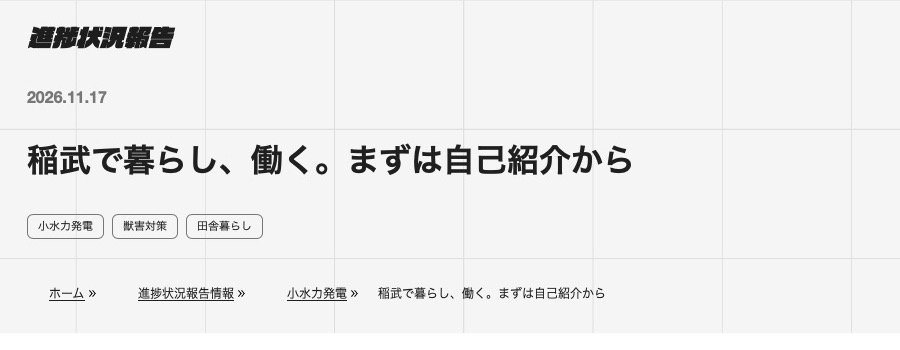 進捗状況報告
2026.11.17
稲武で暮らし、働く。まずは自己紹介から
小水力発電 獣害対策 田舎暮らし
ホーム » 進捗状況報告情報 » 小水力発電 » 稲武で暮らし、働く。まずは自己紹介から